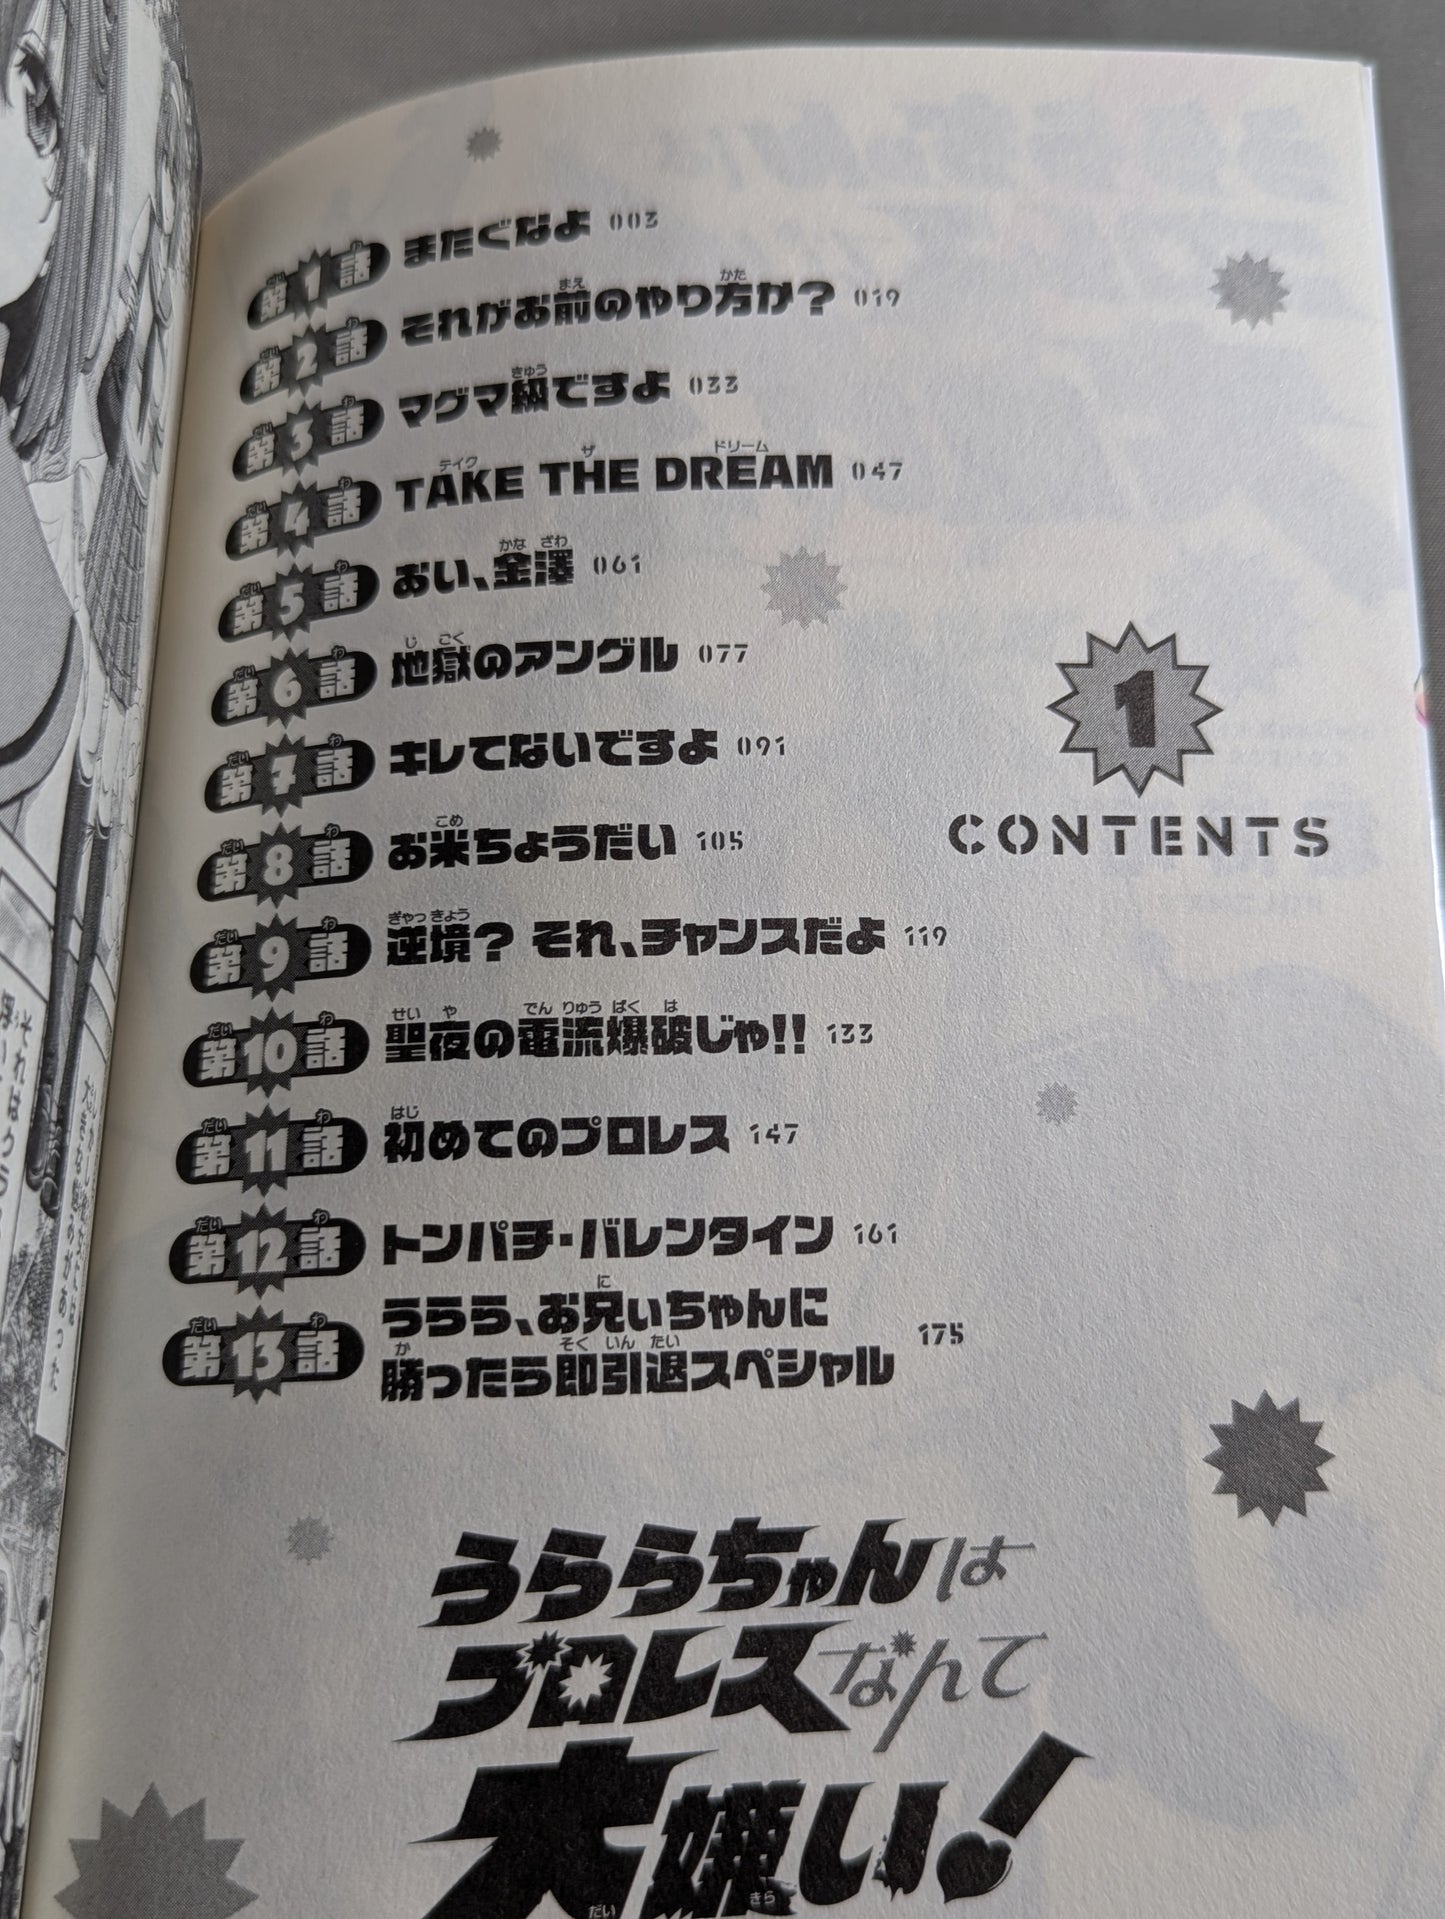 第1話 またぐなよ 003
第2話 それがお前のやり方か? 019
第3話 マグマ級ですよ 033
第4話 TAKE THE DREAM 047
第5話 おい、金澤 061
第6話 地獄のアングル 077
第7話 キレてないですよ 091
第8話 お米ちょうだい 105
第9話 逆境? それ、チャンスだよ 119
第10話 聖夜の電流爆破じゃ!! 133
第11話 初めてのプロレス 147
第12話 トンパチ・バレンタイン 161
第13話 うらら、お兄いちゃんに
勝ったら即引退スペシャル 175
1
CONTENTS
うららちゃんは
プロレスなんて
大嫌い!